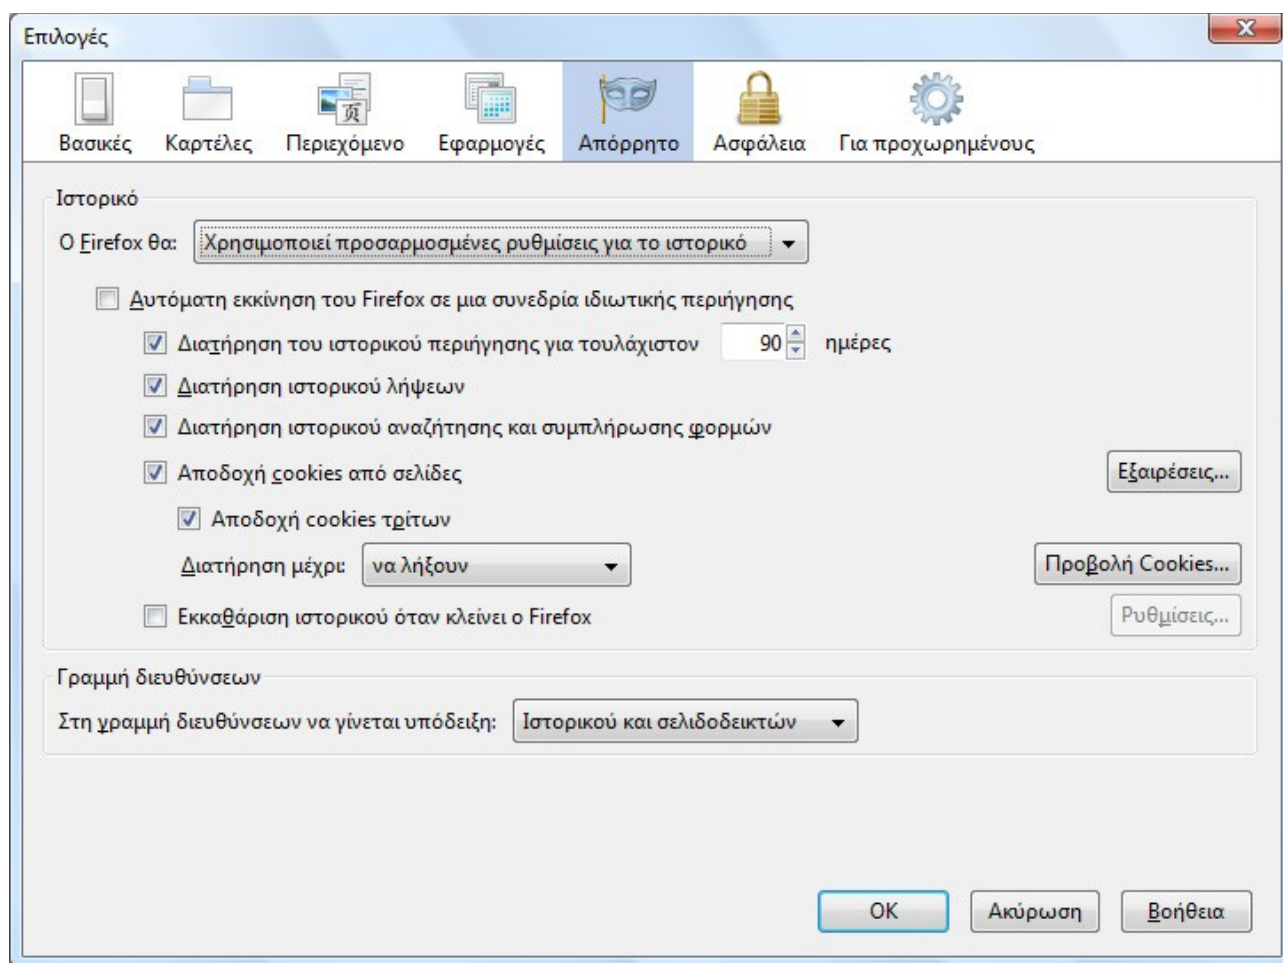 Επιλογές
Βασικές Καρτέλες Περιεχόμενο Εφαρμογές Απόρρητο Ασφάλεια Για προχωρημένους
Ιστορικό
Ο Firefox θα: Χρησιμοποιεί προσαρμοσμένες ρυθμίσεις για το ιστορικό
Αυτόματη εκκίνηση του Firefox σε μια συνεδρία ιδιωτικής περιήγησης
Διατήρηση του ιστορικού περιήγησης για τουλάχιστον 90 ημέρες
Διατήρηση ιστορικού λήψεων
Διατήρηση ιστορικού αναζήτησης και συμπλήρωσης φορμών
Αποδοχή cookies από σελίδες Εξαιρέσεις...
Αποδοχή cookies τρίτων
Διατήρηση μέχρι: να λήξουν Προβολή Cookies...
Εκκαθάριση ιστορικού όταν κλείνει ο Firefox Ρυθμίσεις...
Γραμμή διευθύνσεων
Στη γραμμή διευθύνσεων να γίνεται υπόδειξη: Ιστορικού και σελιδοδεικτών
OK Ακύρωση Βοήθεια